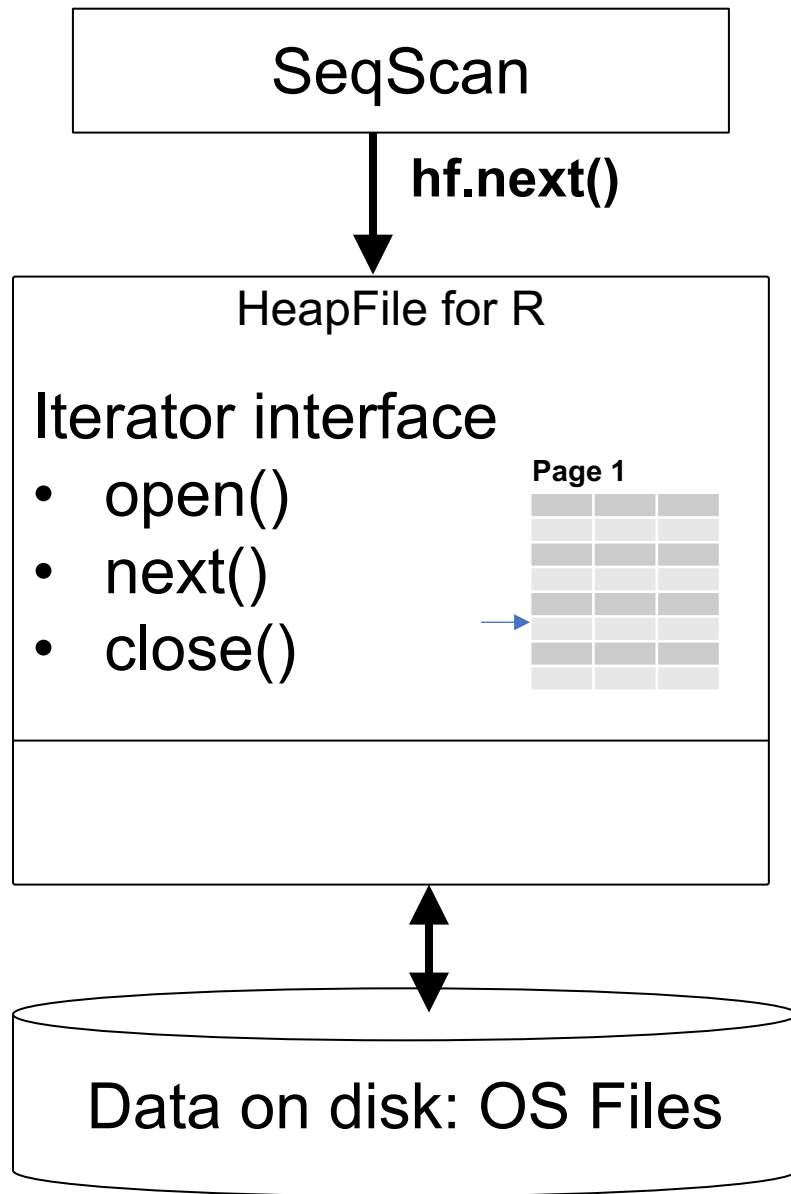 SeqScan
hf.next()
HeapFile for R
Iterator interface
• open()
• next()
• close()
Page 1
Data on disk: OS Files